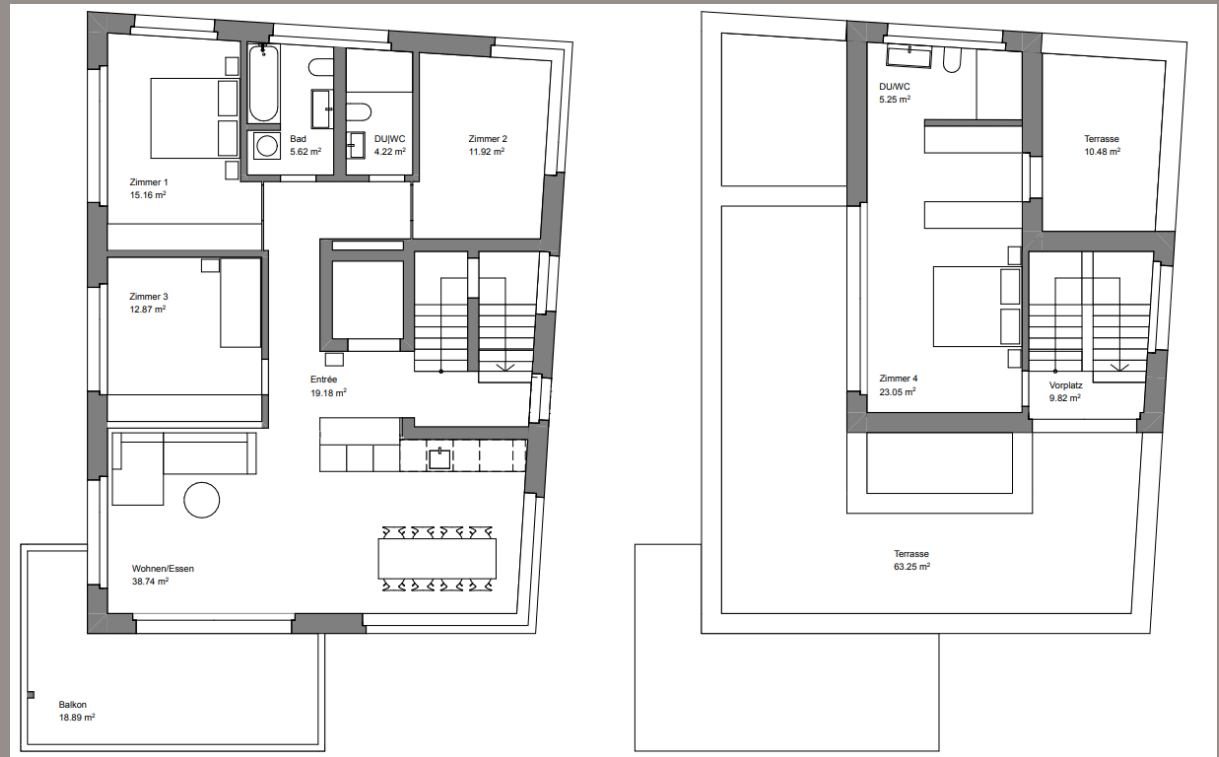 Zimmer 1
15.16 m²
Bad
5.62 m²
DU|WC
4.22 m²
Zimmer 2
11.92 m²
Zimmer 3
12.87 m²
Entrée
19.18 m²
Wohnen/Essen
38.74 m²
Balkon
18.89 m²
DU/WC
5.25 m²
Terrasse
10.48 m²
Zimmer 4
23.05 m²
Vorplatz
9.82 m²
Terrasse
63.25 m²